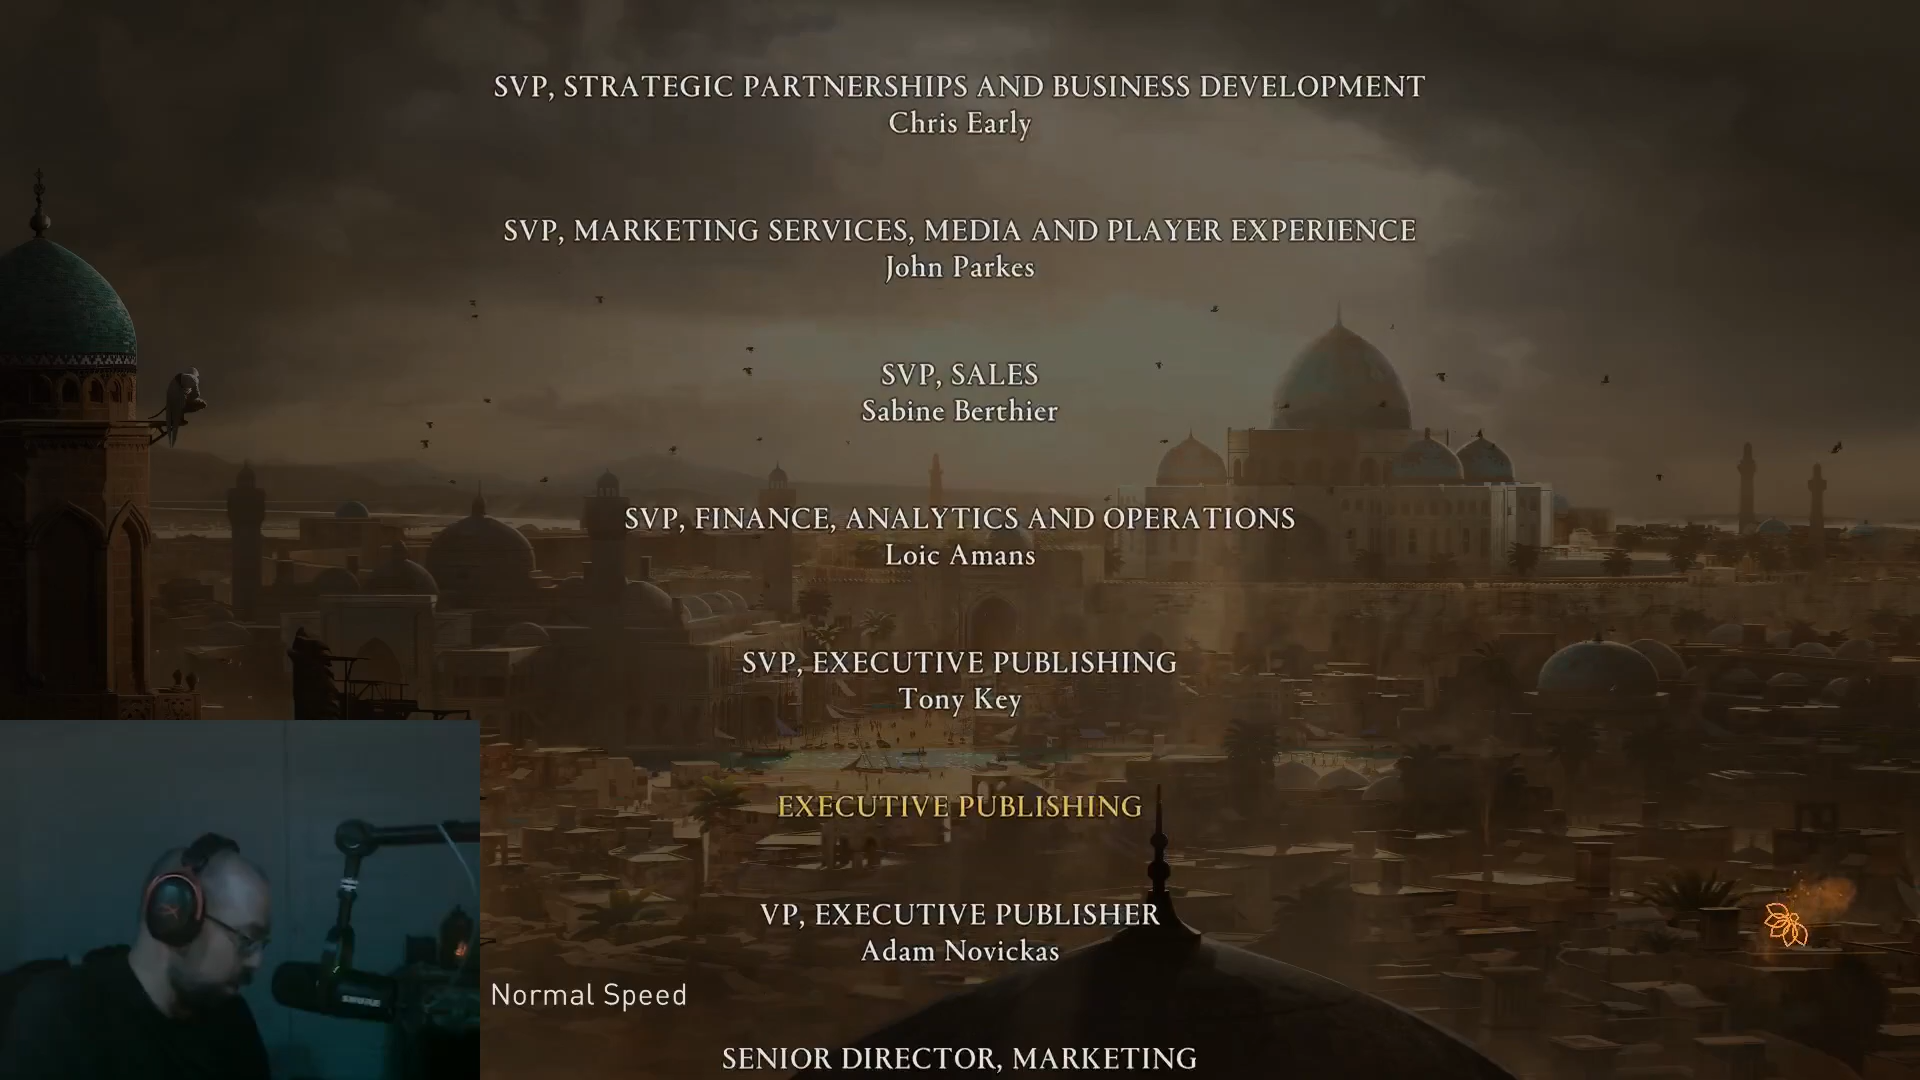 SVP, STRATEGIC PARTNERSHIPS AND BUSINESS DEVELOPMENT
Chris Early
SVP, MARKETING SERVICES, MEDIA AND PLAYER EXPERIENCE
John Parkes
SVP, SALES
Sabine Berthier
SVP, FINANCE, ANALYTICS AND OPERATIONS
Loic Amans
SVP, EXECUTIVE PUBLISHING
Tony Key
EXECUTIVE PUBLISHING
VP, EXECUTIVE PUBLISHER
Adam Novickas
SHURE
Normal Speed
SENIOR DIRECTOR, MARKETING